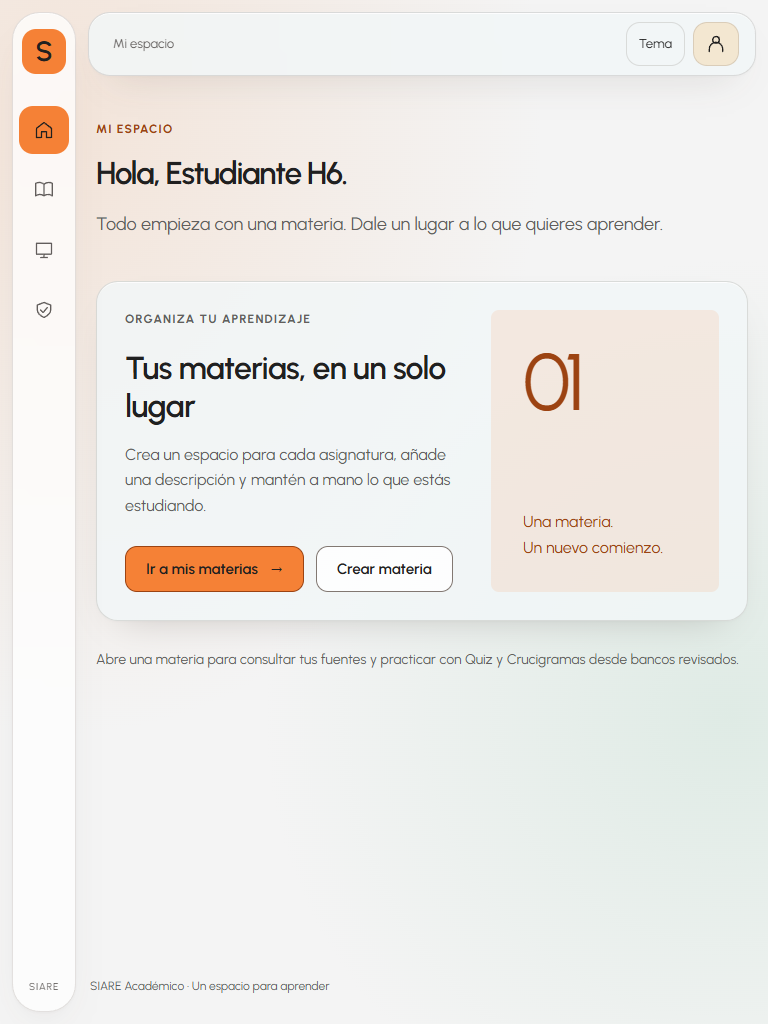 S
Mi espacio
Tema
MI ESPACIO
Hola, Estudiante H6.
Todo empieza con una materia. Dale un lugar a lo que quieres aprender.
ORGANIZA TU APRENDIZAJE
Tus materias, en un solo
lugar
Crea un espacio para cada asignatura, añade
una descripción y mantén a mano lo que estás
estudiando.
Ir a mis materias →
Crear materia
01
Una materia.
Un nuevo comienzo.
Abre una materia para consultar tus fuentes y practicar con Quiz y Crucigramas desde bancos revisados.
SIARE
SIARE Académico · Un espacio para aprender